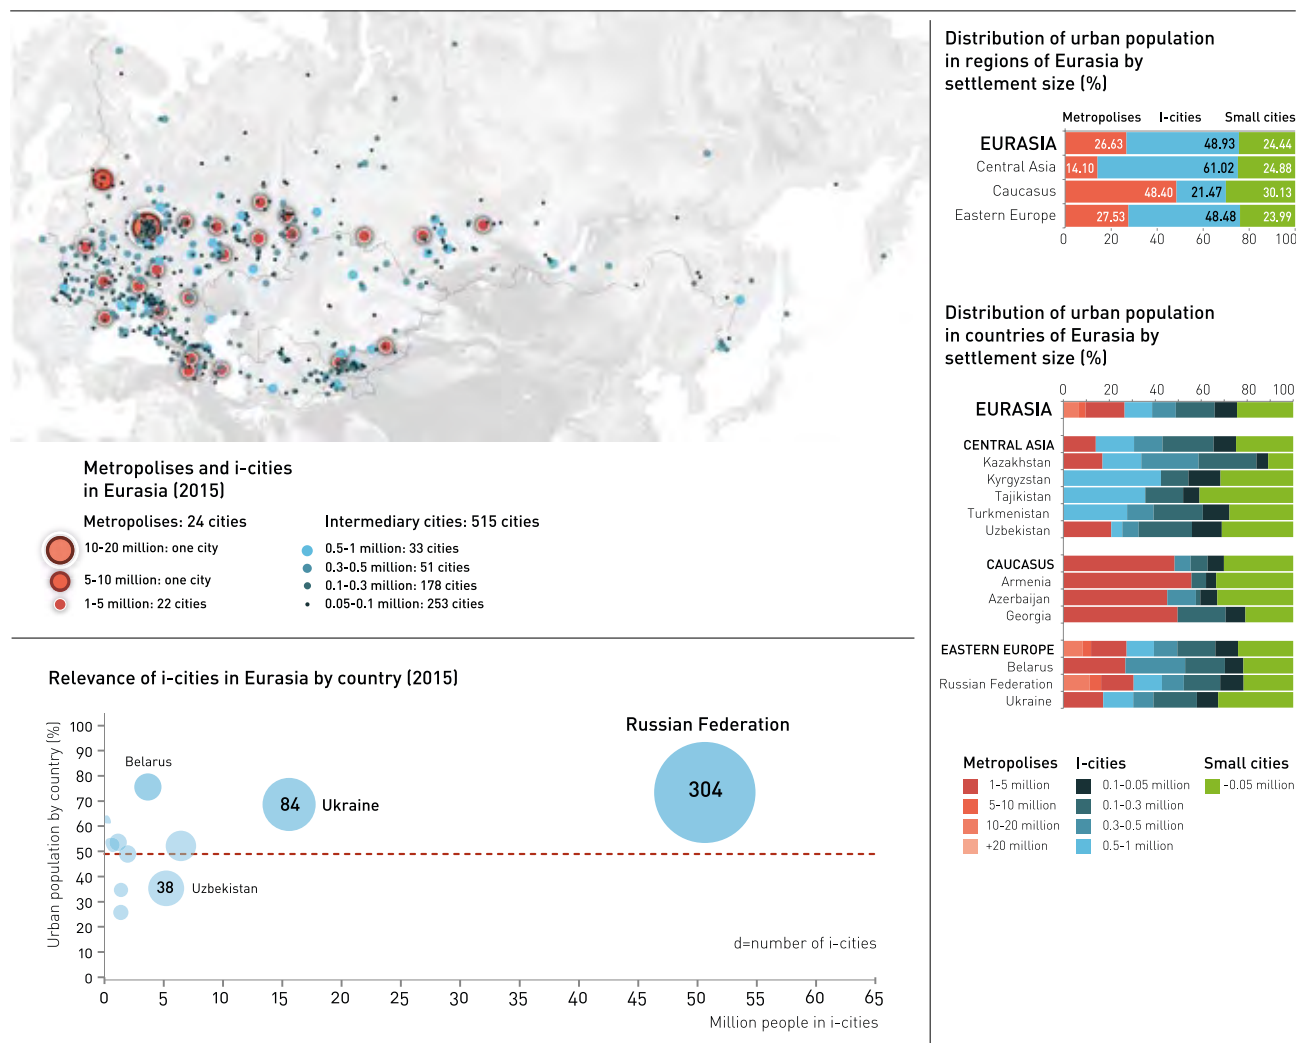 Distribution of urban population
in regions of Eurasia by
settlement size (%)
Metropolises I-cities Small cities
EURASIA 26.63 48.93 24.44
Central Asia 14.10 61.02 24.88
Caucasus 48.40 21.47 30.13
Eastern Europe 27.53 48.48 23.99
0 20 40 60 80 100
Distribution of urban population
in countries of Eurasia by
settlement size (%)
0 20 40 60 80 100
EURASIA
CENTRAL ASIA
Kazakhstan
Kyrgyzstan
Tajikistan
Turkmenistan
Uzbekistan
CAUCASUS
Armenia
Azerbaijan
Georgia
EASTERN EUROPE
Belarus
Russian Federation
Ukraine
Metropolises I-cities Small cities
1-5 million 0.1-0.05 million -0.05 million
5-10 million 0.1-0.3 million
10-20 million 0.3-0.5 million
+20 million 0.5-1 million
Metropolises and i-cities
in Eurasia (2015)
Metropolises: 24 cities
10-20 million: one city
5-10 million: one city
1-5 million: 22 cities
Intermediary cities: 515 cities
0.5-1 million: 33 cities
0.3-0.5 million: 51 cities
0.1-0.3 million: 178 cities
0.05-0.1 million: 253 cities
Relevance of i-cities in Eurasia by country (2015)
Urban population by country (%)
100
90
80
70
60
50
40
30
20
10
0
Belarus
84 Ukraine
Russian Federation
304
38 Uzbekistan
d=number of i-cities
0 5 10 15 20 25 30 35 40 45 50 55 60 65
Million people in i-cities